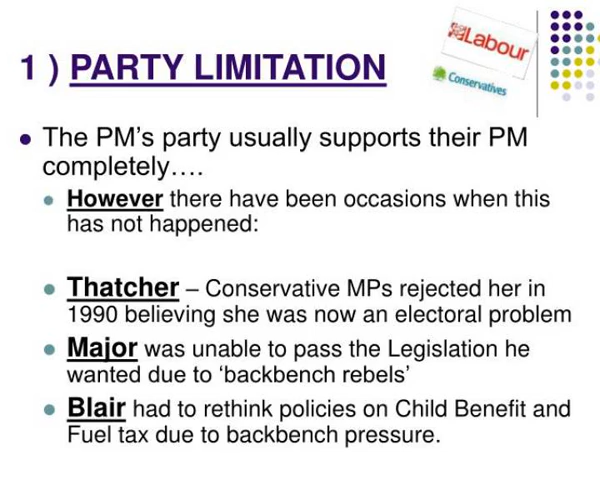 Labour
Conservatives
1 ) PARTY LIMITATION
The PM's party usually supports their PM
completely….
However there have been occasions when this
has not happened:
Thatcher – Conservative MPs rejected her in
1990 believing she was now an electoral problem
Major was unable to pass the Legislation he
wanted due to ‘backbench rebels’
Blair had to rethink policies on Child Benefit and
Fuel tax due to backbench pressure.